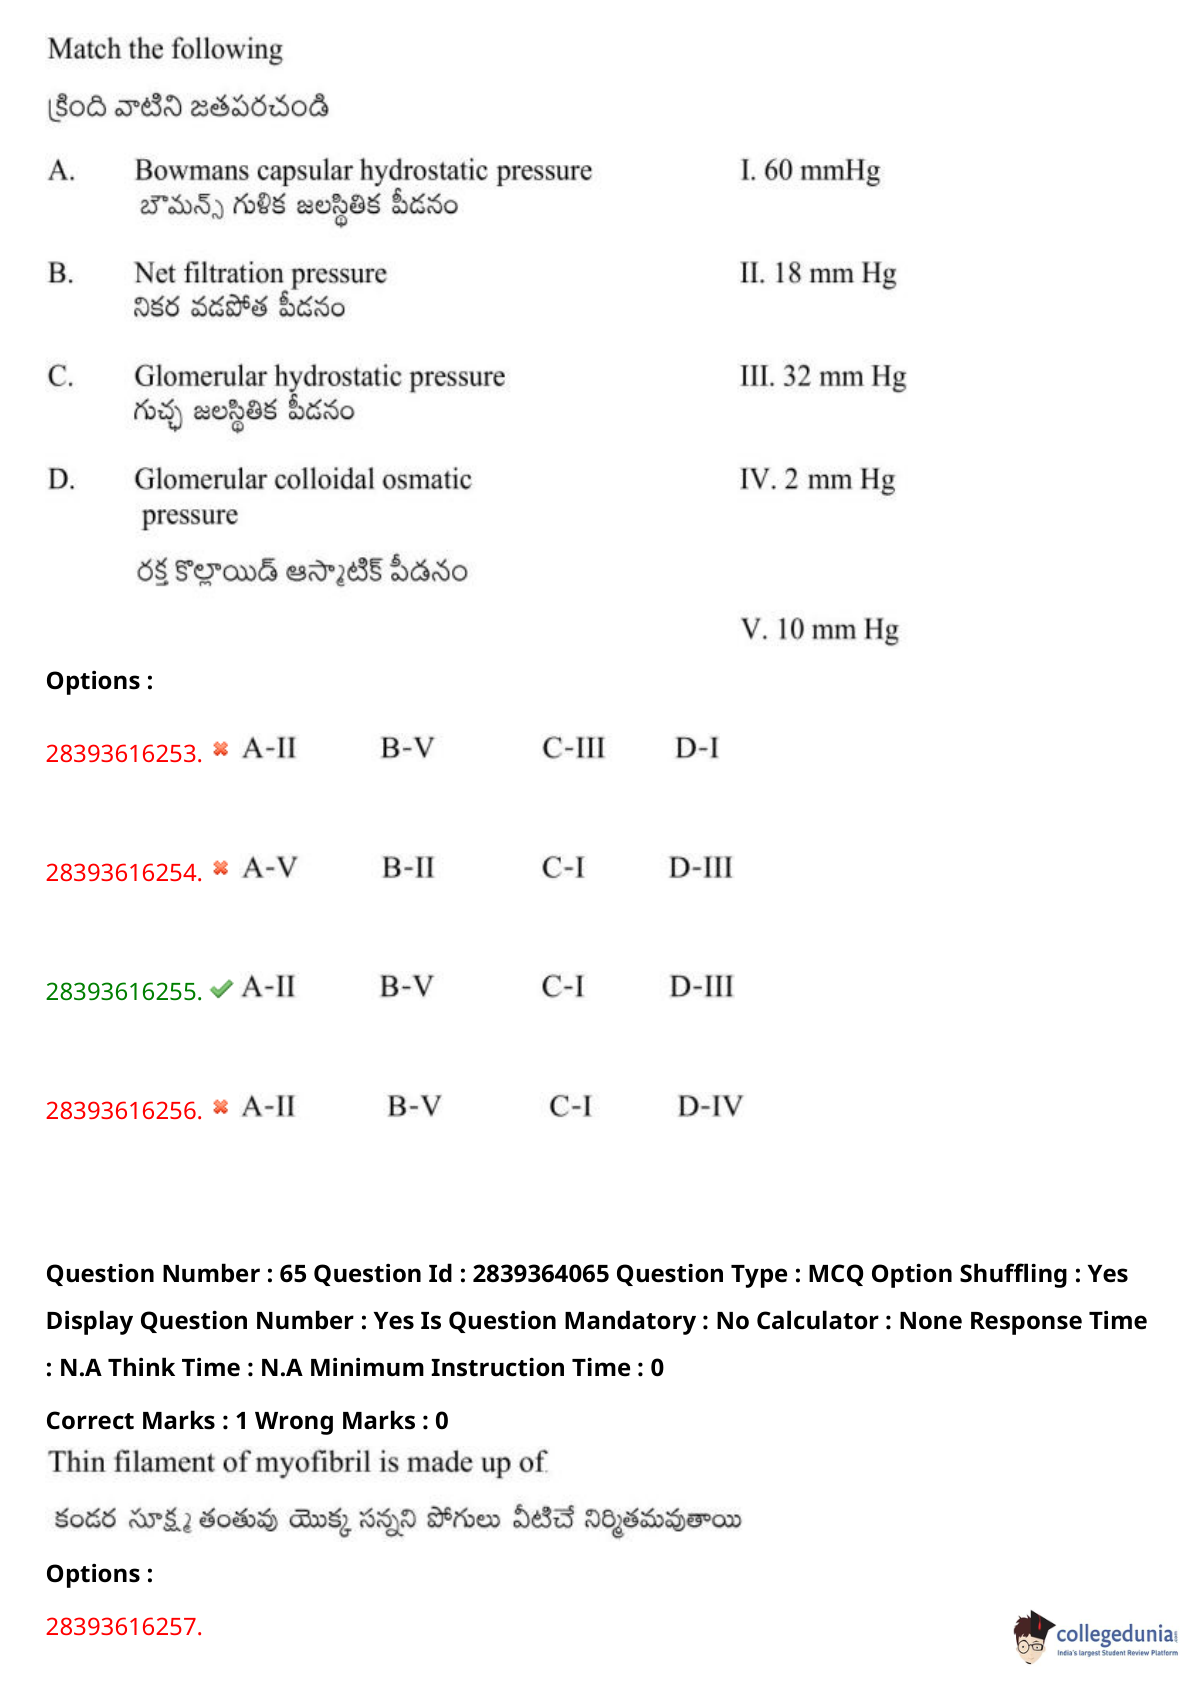 Match the following
క్రింది వాటిని జతపరచండి
A. Bowmans capsular hydrostatic pressure I. 60 mmHg
బౌమన్స్ గుళిక జలస్థితిక పీడనం
B. Net filtration pressure II. 18 mm Hg
నికర వడపోత పీడనం
C. Glomerular hydrostatic pressure III. 32 mm Hg
గుచ్ఛ జలస్థితిక పీడనం
D. Glomerular colloidal osmatic IV. 2 mm Hg
pressure
రక్త కొల్లాయిడ్ ఆస్మాటిక్ పీడనం
V. 10 mm Hg
Options :
28393616253. A-II B-V C-III D-I
28393616254. A-V B-II C-I D-III
28393616255. A-II B-V C-I D-III
28393616256. A-II B-V C-I D-IV
Question Number : 65 Question Id : 2839364065 Question Type : MCQ Option Shuffling : Yes
Display Question Number : Yes Is Question Mandatory : No Calculator : None Response Time
: N.A Think Time : N.A Minimum Instruction Time : 0
Correct Marks : 1 Wrong Marks : 0
Thin filament of myofibril is made up of
కండర సూక్ష్మ తంతువు యొక్క సన్నని పోగులు వీటిచే నిర్మితమవుతాయి
Options :
28393616257.
collegedunia
India's largest Student Review Platform